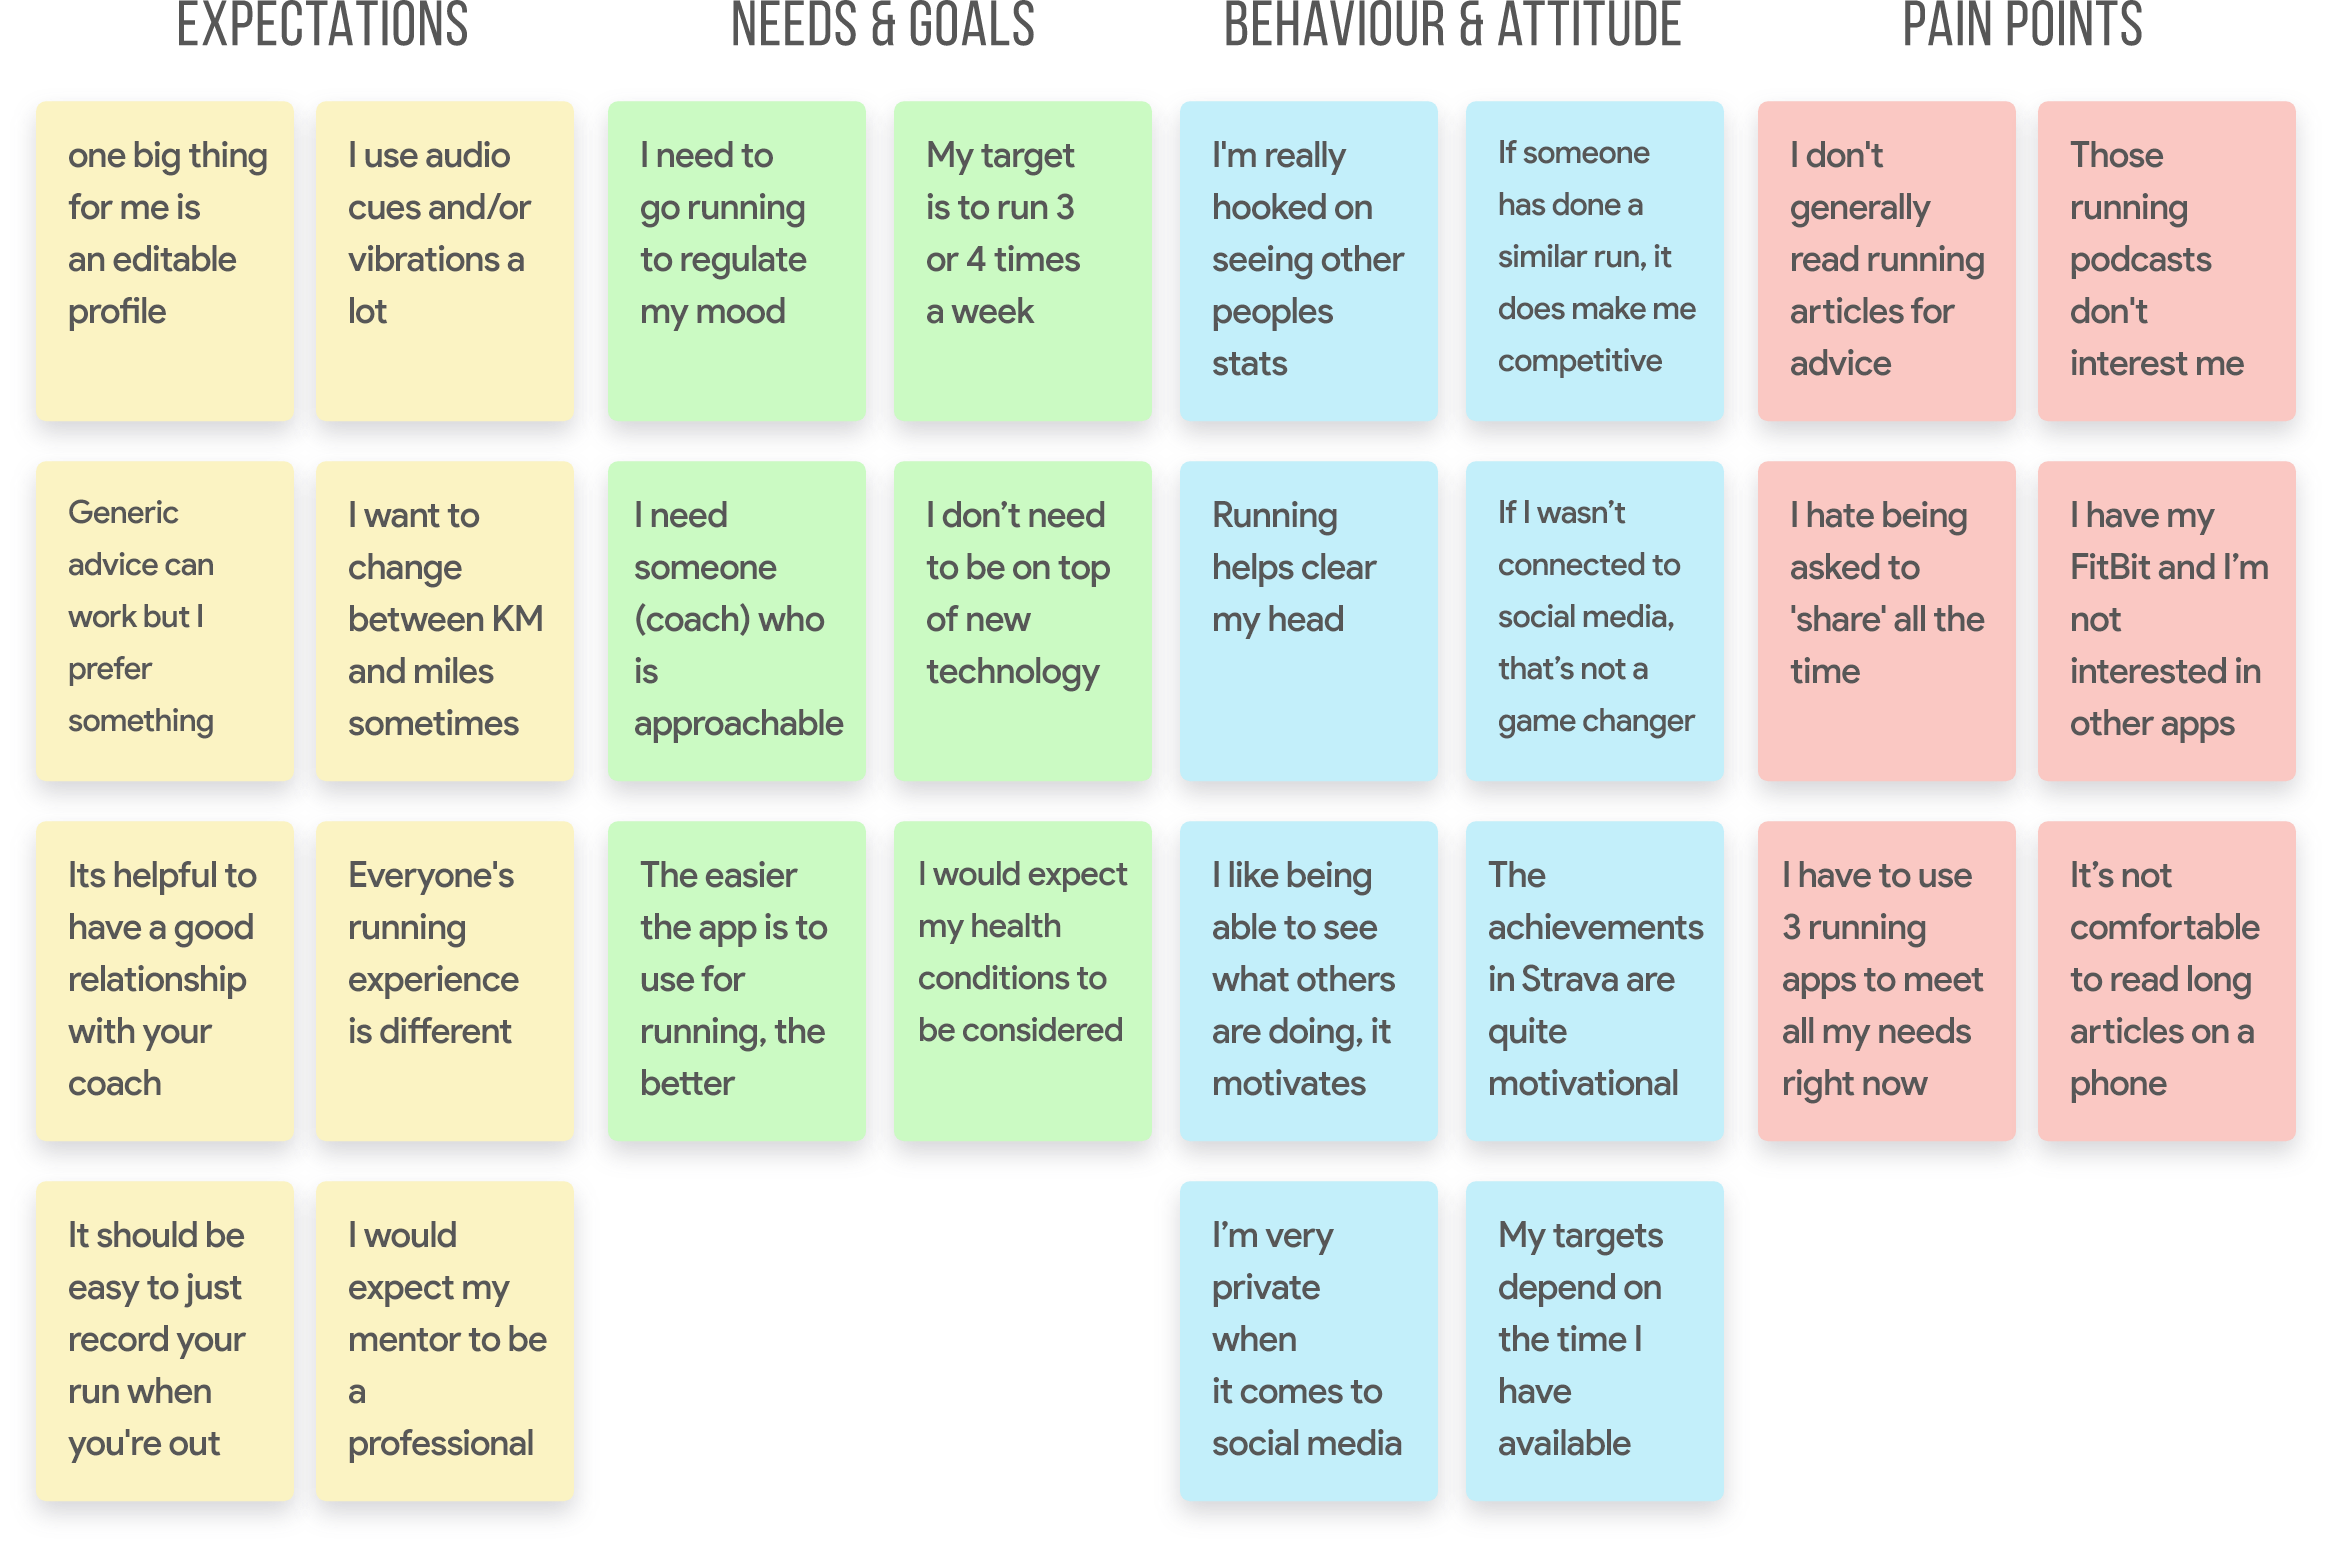 EXPECTATIONS
NEEDS & GOALS
BEHAVIOUR & ATTITUDE
PAIN POINTS
one big thing
for me is
an editable
profile
I use audio
cues and/or
vibrations a
lot
I need to
go running
to regulate
my mood
My target
is to run 3
or 4 times
a week
I'm really
hooked on
seeing other
peoples
stats
If someone
has done a
similar run, it
does make me
competitive
I don't
generally
read running
articles for
advice
Those
running
podcasts
don't
interest me
Generic
advice can
work but I
prefer
something
I want to
change
between KM
and miles
sometimes
I need
someone
(coach) who
is
approachable
I don’t need
to be on top
of new
technology
Running
helps clear
my head
If I wasn’t
connected to
social media,
that’s not a
game changer
I hate being
asked to
'share' all the
time
I have my
FitBit and I’m
not
interested in
other apps
Its helpful to
have a good
relationship
with your
coach
Everyone's
running
experience
is different
The easier
the app is to
use for
running, the
better
I would expect
my health
conditions to
be considered
I like being
able to see
what others
are doing, it
motivates
The
achievements
in Strava are
quite
motivational
I have to use
3 running
apps to meet
all my needs
right now
It’s not
comfortable
to read long
articles on a
phone
It should be
easy to just
record your
run when
you're out
I would
expect my
mentor to be
a
professional
I’m very
private
when
it comes to
social media
My targets
depend on
the time I
have
available